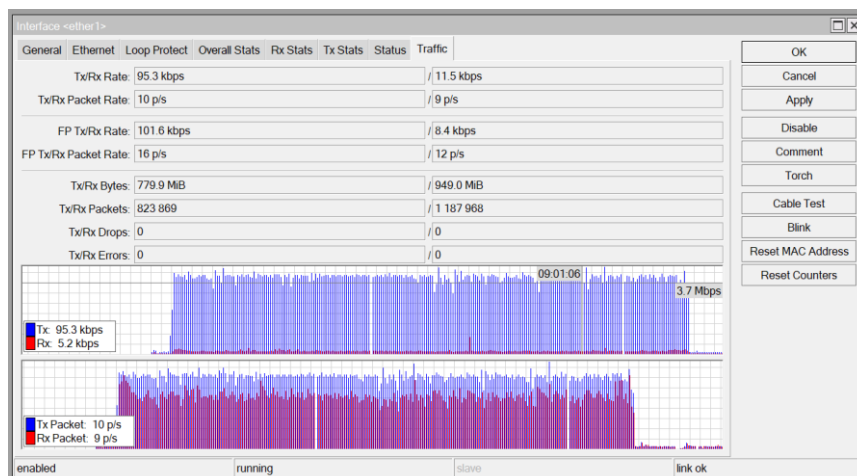 Interface <ether1>
General Ethernet Loop Protect Overall Stats Rx Stats Tx Stats Status Traffic
Tx/Rx Rate: 95.3 kbps / 11.5 kbps
Tx/Rx Packet Rate: 10 p/s / 9 p/s
FP Tx/Rx Rate: 101.6 kbps / 8.4 kbps
FP Tx/Rx Packet Rate: 16 p/s / 12 p/s
Tx/Rx Bytes: 779.9 MiB / 949.0 MiB
Tx/Rx Packets: 823 869 / 1 187 968
Tx/Rx Drops: 0 / 0
Tx/Rx Errors: 0 / 0
09:01:06
3.7 Mbps
Tx: 95.3 kbps
Rx: 5.2 kbps
Tx Packet: 10 p/s
Rx Packet: 9 p/s
OK
Cancel
Apply
Disable
Comment
Torch
Cable Test
Blink
Reset MAC Address
Reset Counters
enabled running slave link ok